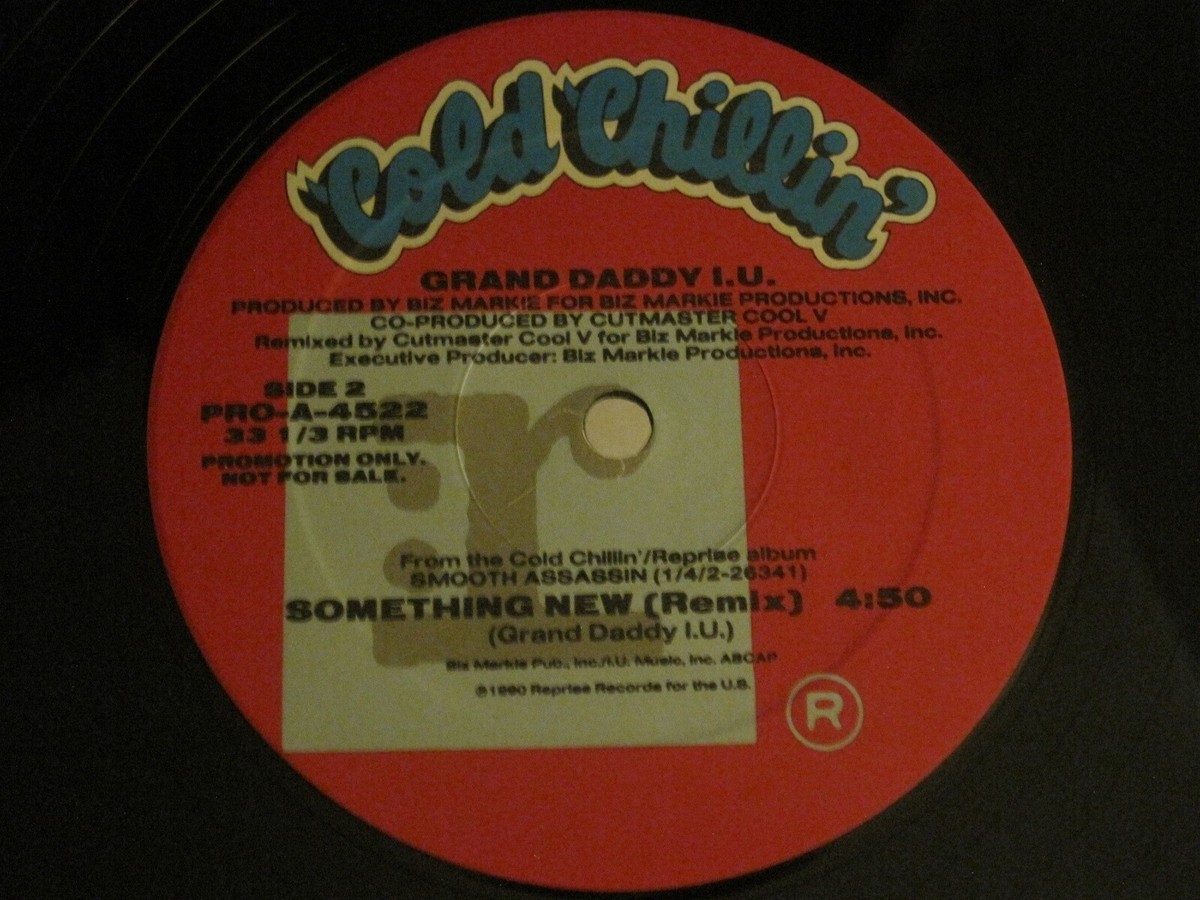 Cold Chillin'
GRAND DADDY I.U.
PRODUCED BY BIZ MARKIE FOR BIZ MARKIE PRODUCTIONS, INC.
CO-PRODUCED BY CUTMASTER COOL V
Remixed by Cutmaster Cool V for Biz Markie Productions, Inc.
Executive Producer: Biz Markie Productions, Inc.
SIDE 2
PRO-A-4522
33 1/3 RPM
PROMOTION ONLY.
NOT FOR SALE.
r
From the Cold Chillin'/Reprise album
SMOOTH ASSASSIN (1/4/2-26341)
SOMETHING NEW (Remix) 4:50
(Grand Daddy I.U.)
Biz Markie Pub., Inc./I.U. Music, Inc. ASCAP
℗1990 Reprise Records for the U.S.
R